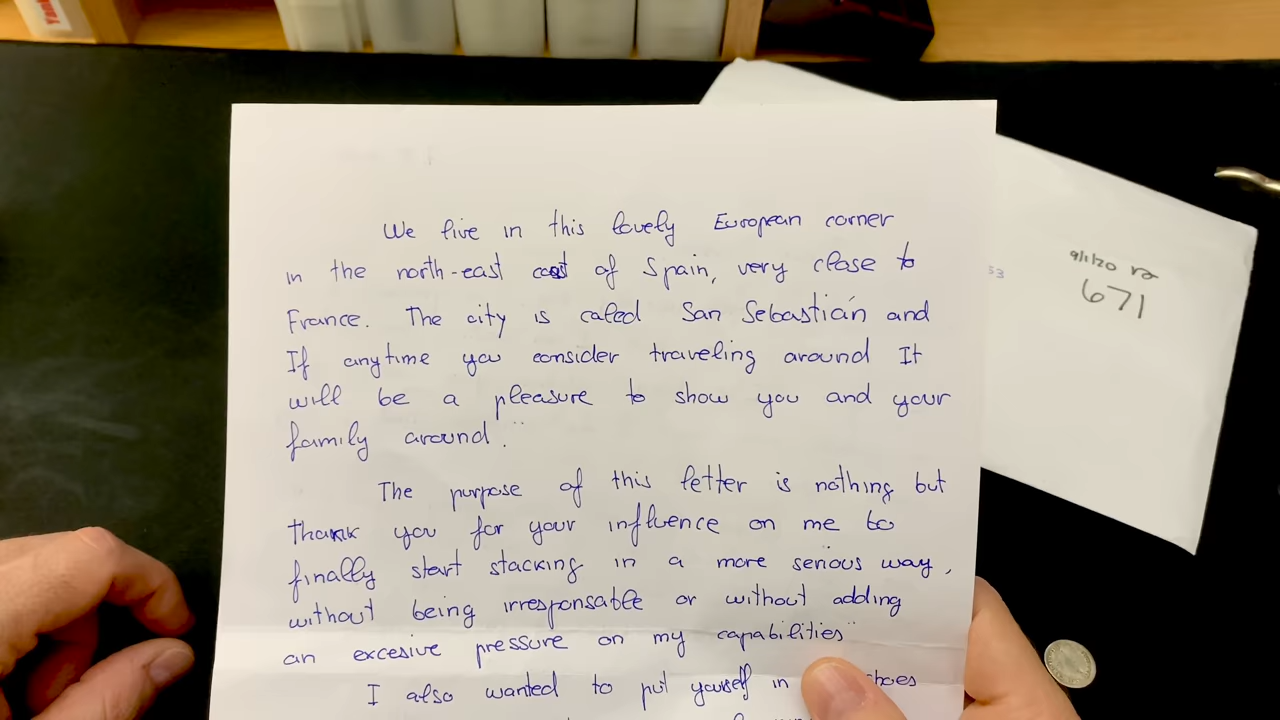 We live in this lovely European corner
in the north-east cost of Spain, very close to
France. The city is called San Sebastián and
If anytime you consider traveling around It
will be a pleasure to show you and your
family around.
The purpose of this letter is nothing but
thank you for your influence on me to
finally start stacking in a more serious way,
without being irresponsable or without adding
an excesive pressure on my capabilities
I also wanted to put yourself in
9/1/20
671
53